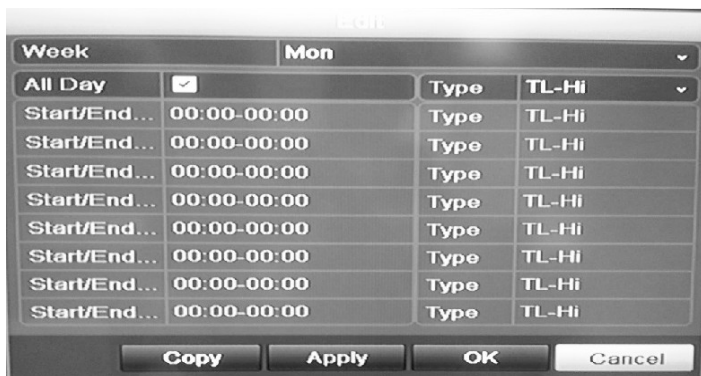 Edit
Week Mon
All Day Type TL-Hi
Start/End... 00:00-00:00 Type TL-Hi
Start/End... 00:00-00:00 Type TL-Hi
Start/End... 00:00-00:00 Type TL-Hi
Start/End... 00:00-00:00 Type TL-Hi
Start/End... 00:00-00:00 Type TL-Hi
Start/End... 00:00-00:00 Type TL-Hi
Start/End... 00:00-00:00 Type TL-Hi
Start/End... 00:00-00:00 Type TL-Hi
Copy Apply OK Cancel